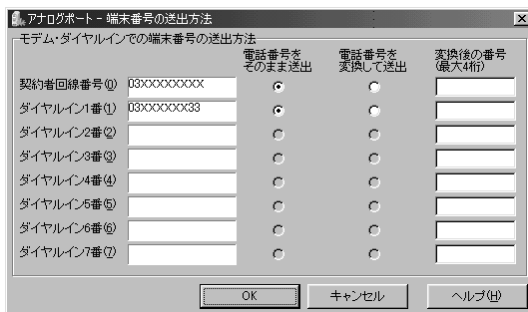 アナログポート - 端末番号の送出方法
モデム・ダイヤルインでの端末番号の送出方法
電話番号を
そのまま送出
電話番号を
変換して送出
変換後の番号
(最大4桁)
契約者回線番号(0) 03XXXXXXXX
ダイヤルイン1番(1) 03XXXXXX33
ダイヤルイン2番(2)
ダイヤルイン3番(3)
ダイヤルイン4番(4)
ダイヤルイン5番(5)
ダイヤルイン6番(6)
ダイヤルイン7番(7)
OK キャンセル ヘルプ(H)